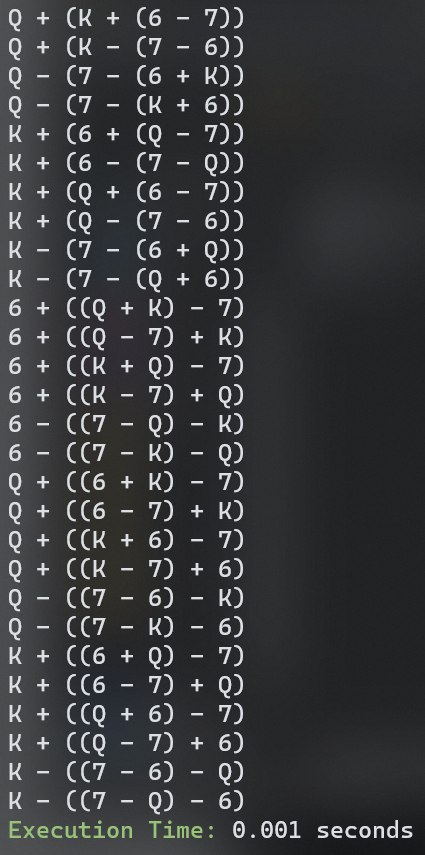 Q + (K + (6 − 7))
Q + (K − (7 − 6))
Q − (7 − (6 + K))
Q − (7 − (K + 6))
K + (6 + (Q − 7))
K + (6 − (7 − Q))
K + (Q + (6 − 7))
K + (Q − (7 − 6))
K − (7 − (6 + Q))
K − (7 − (Q + 6))
6 + ((Q + K) − 7)
6 + ((Q − 7) + K)
6 + ((K + Q) − 7)
6 + ((K − 7) + Q)
6 − ((7 − Q) − K)
6 − ((7 − K) − Q)
Q + ((6 + K) − 7)
Q + ((6 − 7) + K)
Q + ((K + 6) − 7)
Q + ((K − 7) + 6)
Q − ((7 − 6) − K)
Q − ((7 − K) − 6)
K + ((6 + Q) − 7)
K + ((6 − 7) + Q)
K + ((Q + 6) − 7)
K + ((Q − 7) + 6)
K − ((7 − 6) − Q)
K − ((7 − Q) − 6)
Execution Time: 0.001 seconds